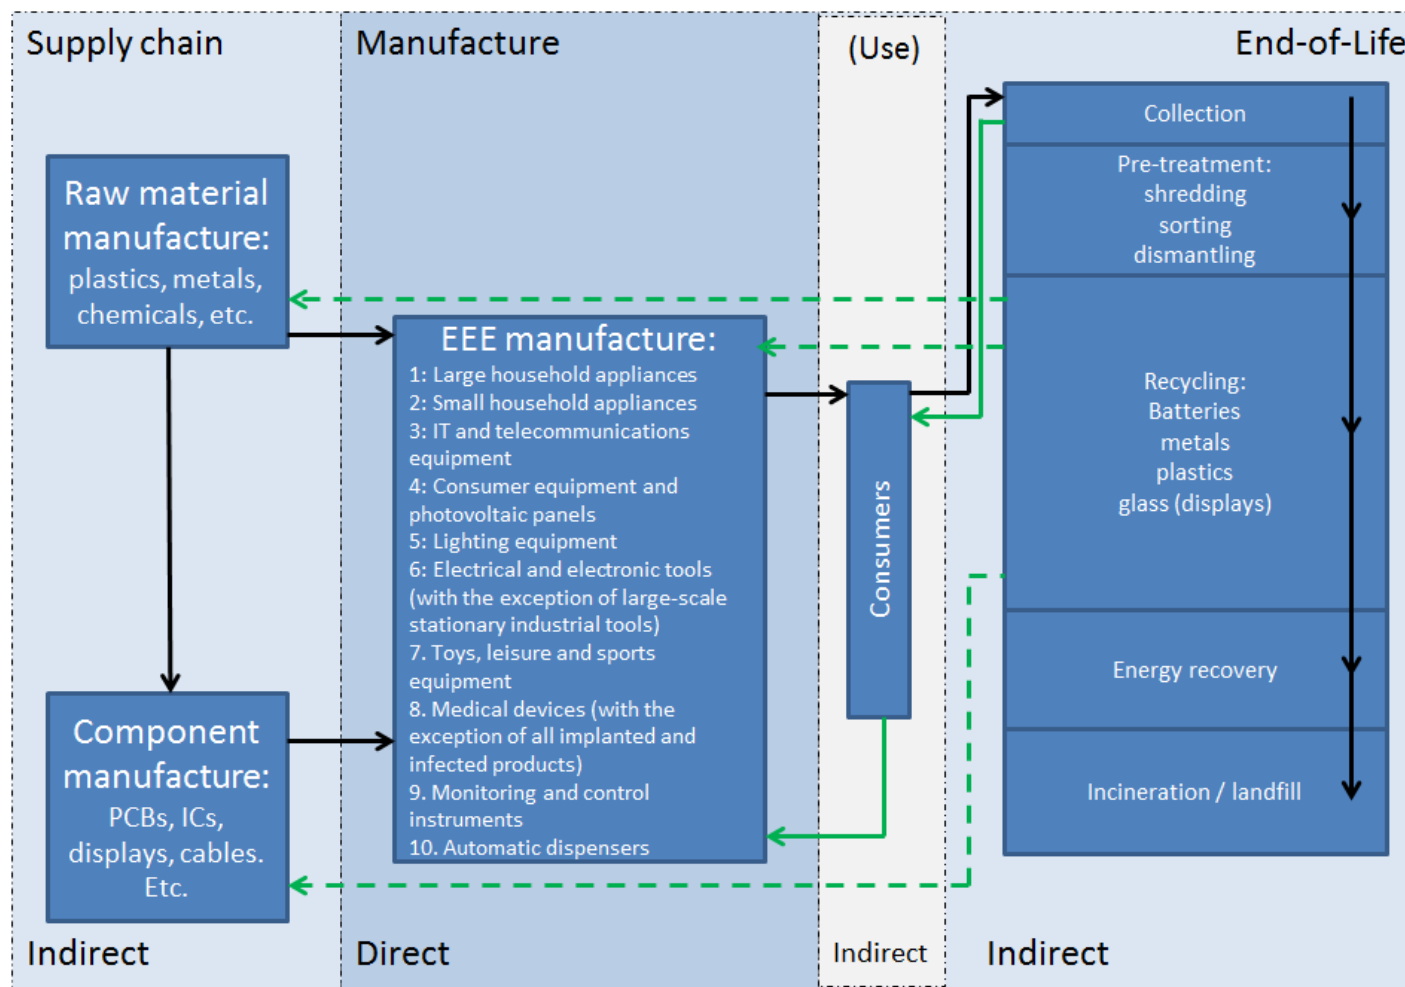 Supply chain
Manufacture
(Use)
End-of-Life
Raw material
manufacture:
plastics, metals,
chemicals, etc.
Component
manufacture:
PCBs, ICs,
displays, cables.
Etc.
EEE manufacture:
1: Large household appliances
2: Small household appliances
3: IT and telecommunications
equipment
4: Consumer equipment and
photovoltaic panels
5: Lighting equipment
6: Electrical and electronic tools
(with the exception of large-scale
stationary industrial tools)
7. Toys, leisure and sports
equipment
8. Medical devices (with the
exception of all implanted and
infected products)
9. Monitoring and control
instruments
10. Automatic dispensers
Consumers
Collection
Pre-treatment:
shredding
sorting
dismantling
Recycling:
Batteries
metals
plastics
glass (displays)
Energy recovery
Incineration / landfill
Indirect
Direct
Indirect
Indirect